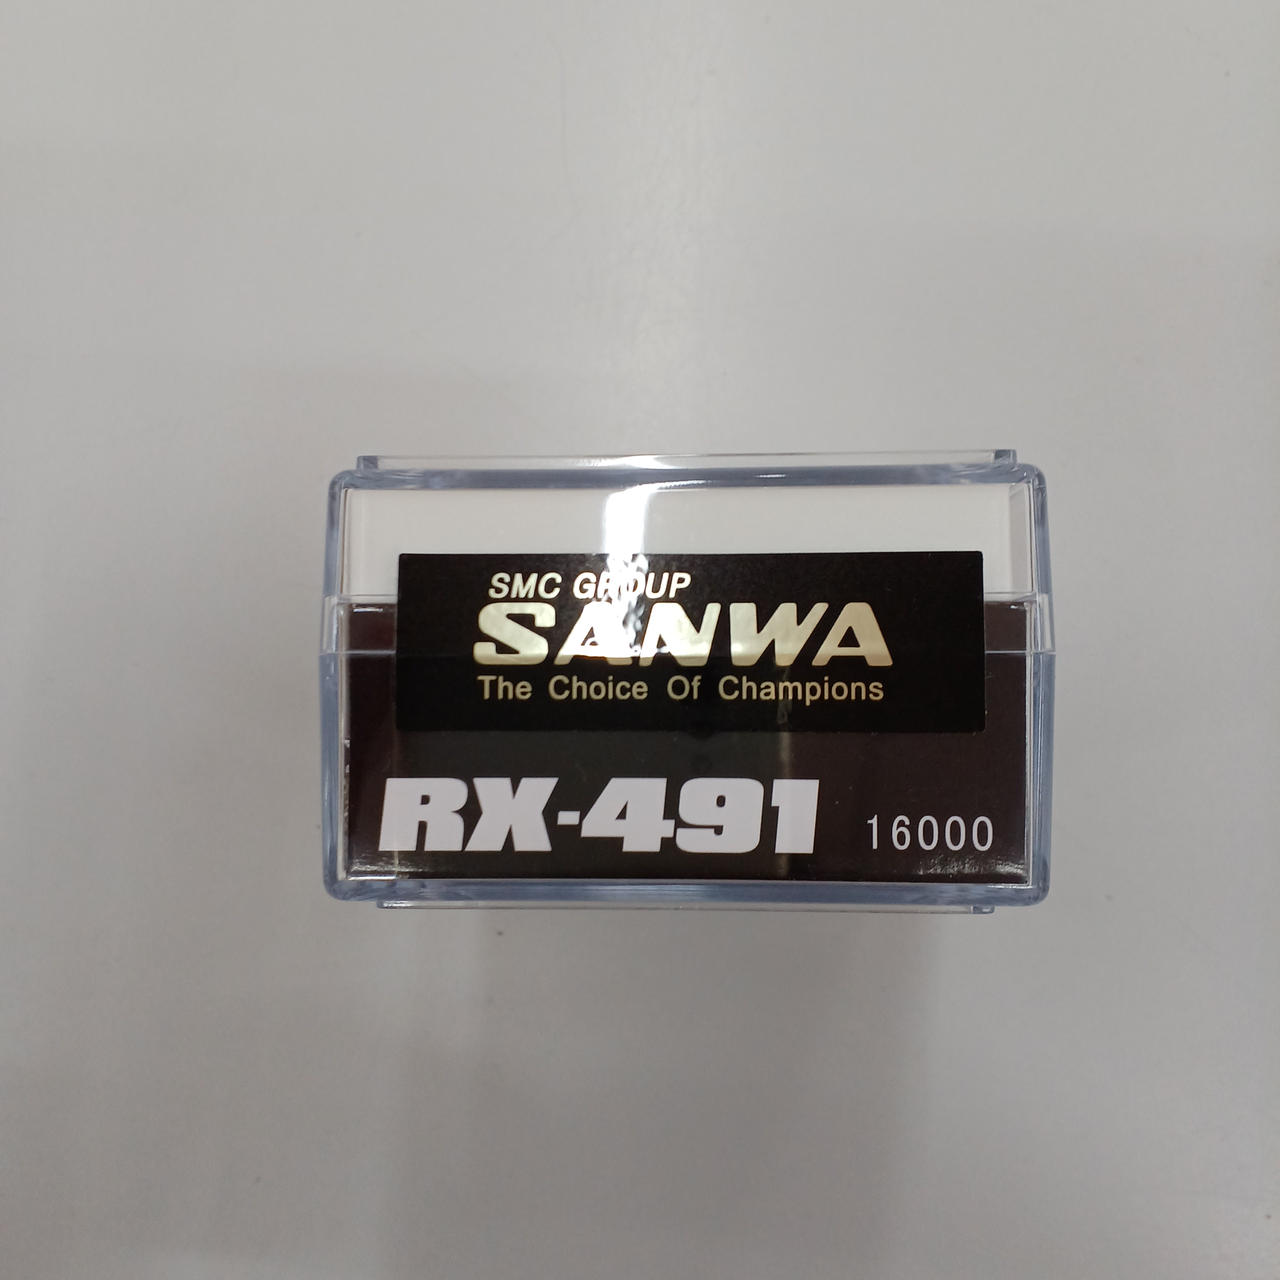 SMC GROUP
SANWA
The Choice Of Champions
RX-491 16000